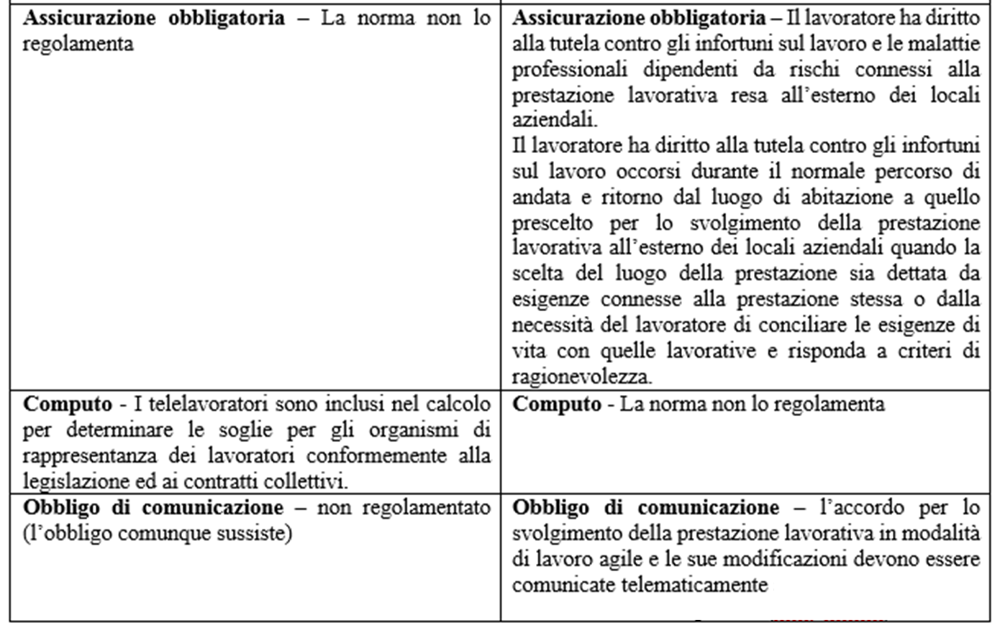 Assicurazione obbligatoria – La norma non lo
regolamenta
Assicurazione obbligatoria – Il lavoratore ha diritto
alla tutela contro gli infortuni sul lavoro e le malattie
professionali dipendenti da rischi connessi alla
prestazione lavorativa resa all’esterno dei locali
aziendali.
Il lavoratore ha diritto alla tutela contro gli infortuni
sul lavoro occorsi durante il normale percorso di
andata e ritorno dal luogo di abitazione a quello
prescelto per lo svolgimento della prestazione
lavorativa all’esterno dei locali aziendali quando la
scelta del luogo della prestazione sia dettata da
esigenze connesse alla prestazione stessa o dalla
necessità del lavoratore di conciliare le esigenze di
vita con quelle lavorative e risponda a criteri di
ragionevolezza.
Computo - I telelavoratori sono inclusi nel calcolo
per determinare le soglie per gli organismi di
rappresentanza dei lavoratori conformemente alla
legislazione ed ai contratti collettivi.
Computo - La norma non lo regolamenta
Obbligo di comunicazione – non regolamentato
(l’obbligo comunque sussiste)
Obbligo di comunicazione – l’accordo per lo
svolgimento della prestazione lavorativa in modalità
di lavoro agile e le sue modificazioni devono essere
comunicate telematicamente